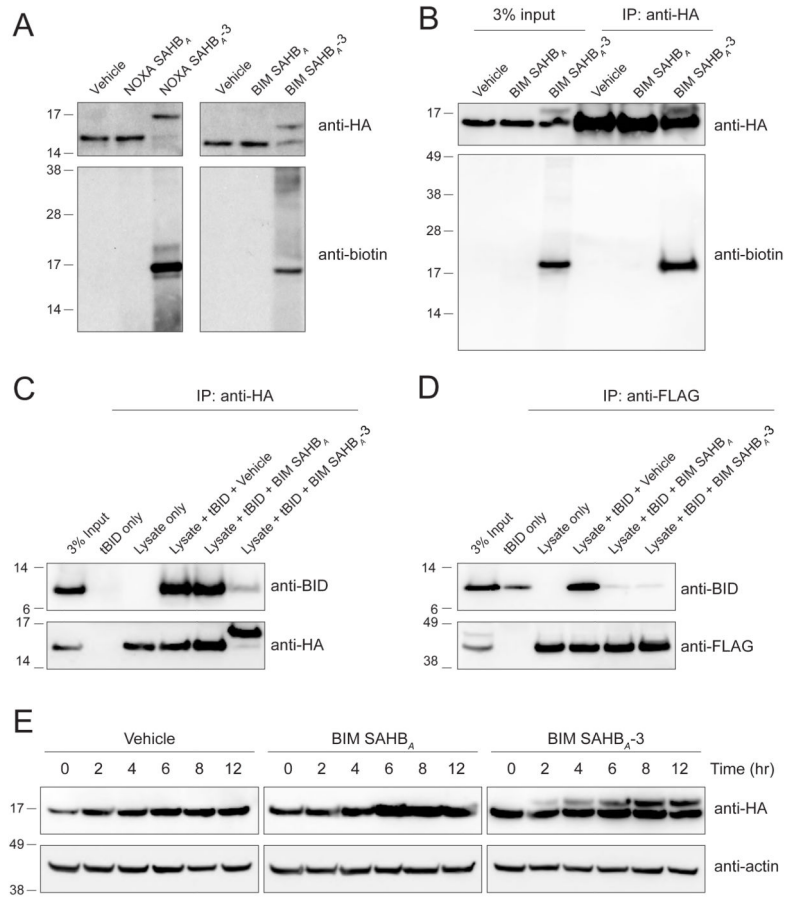 A
Vehicle
NOXA SAHBA
NOXA SAHBA-3
Vehicle
BIM SAHBA
BIM SAHBA-3
17
14
anti-HA
38
28
17
14
anti-biotin
B
3% input
IP: anti-HA
Vehicle
BIM SAHBA
BIM SAHBA-3
Vehicle
BIM SAHBA
BIM SAHBA-3
17
anti-HA
49
38
28
17
14
anti-biotin
C
IP: anti-HA
3% Input
tBID only
Lysate only
Lysate + tBID + Vehicle
Lysate + tBID + BIM SAHBA
Lysate + tBID + BIM SAHBA-3
14
6
anti-BID
17
14
anti-HA
D
IP: anti-FLAG
3% Input
tBID only
Lysate only
Lysate + tBID + Vehicle
Lysate + tBID + BIM SAHBA
Lysate + tBID + BIM SAHBA-3
14
6
anti-BID
49
38
anti-FLAG
E
Vehicle BIM SAHBA BIM SAHBA-3
0 2 4 6 8 12 0 2 4 6 8 12 0 2 4 6 8 12 Time (hr)
17
anti-HA
49
38
anti-actin